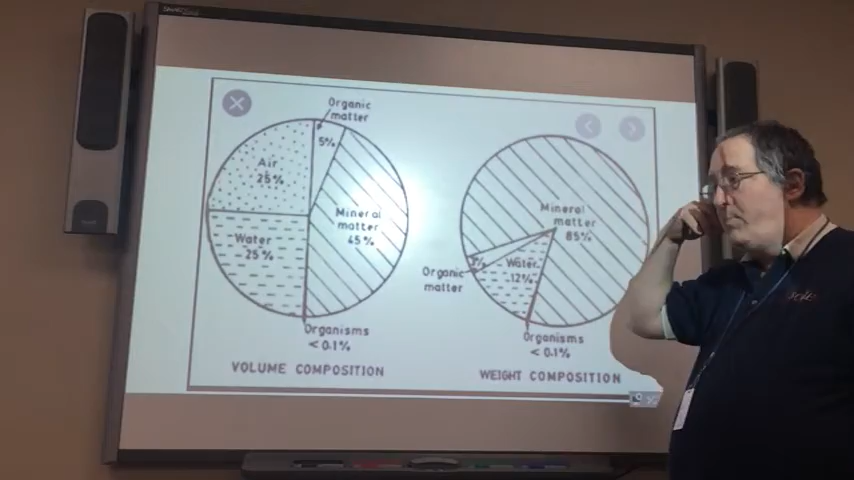 Organic
matter
5%
Air
25%
Mineral
matter
45%
Water
25%
Organisms
< 0.1%
VOLUME COMPOSITION
Mineral
matter
85%
Organic
matter
3%
Water
12%
Organisms
< 0.1%
WEIGHT COMPOSITION